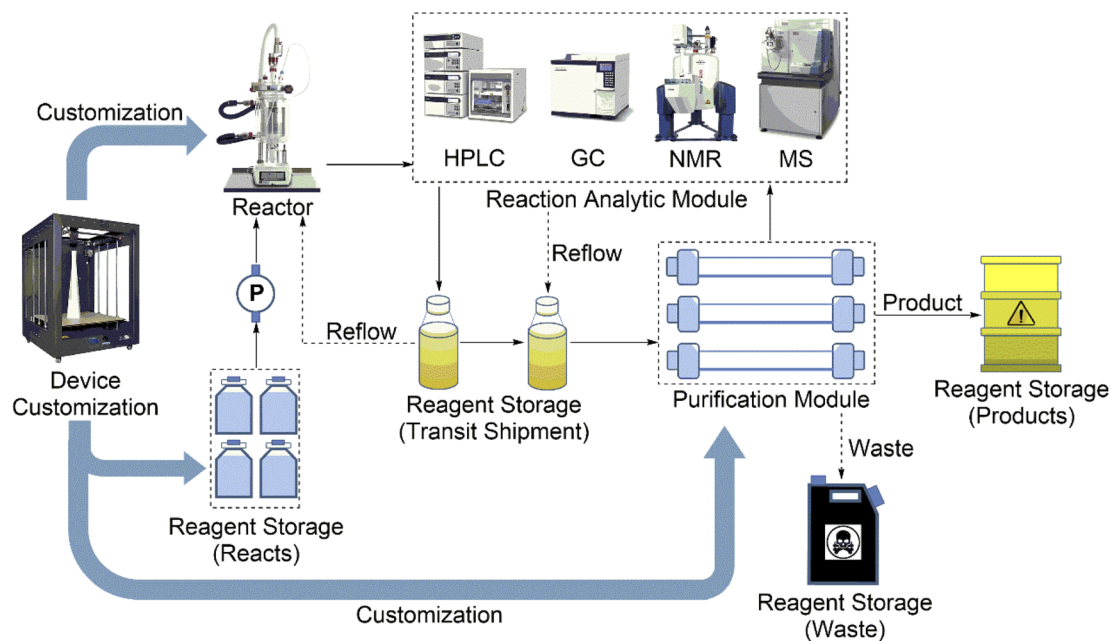 HPLC
GC
NMR
MS
Customization
Reactor
Reaction Analytic Module
Reflow
P
Product
Reflow
Device
Customization
Reagent Storage
(Transit Shipment)
Purification Module
Reagent Storage
(Products)
Waste
Reagent Storage
(Reacts)
Customization
Reagent Storage
(Waste)